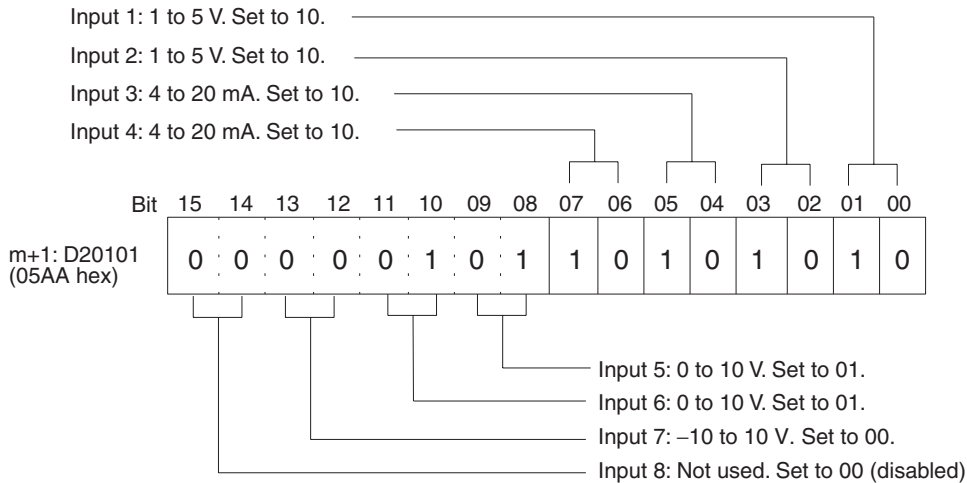 Input 1: 1 to 5 V. Set to 10.
Input 2: 1 to 5 V. Set to 10.
Input 3: 4 to 20 mA. Set to 10.
Input 4: 4 to 20 mA. Set to 10.
Bit 15 14 13 12 11 10 09 08 07 06 05 04 03 02 01 00
m+1: D20101
(05AA hex)
0 0 0 0 0 1 0 1 1 0 1 0 1 0 1 0
Input 5: 0 to 10 V. Set to 01.
Input 6: 0 to 10 V. Set to 01.
Input 7: –10 to 10 V. Set to 00.
Input 8: Not used. Set to 00 (disabled)